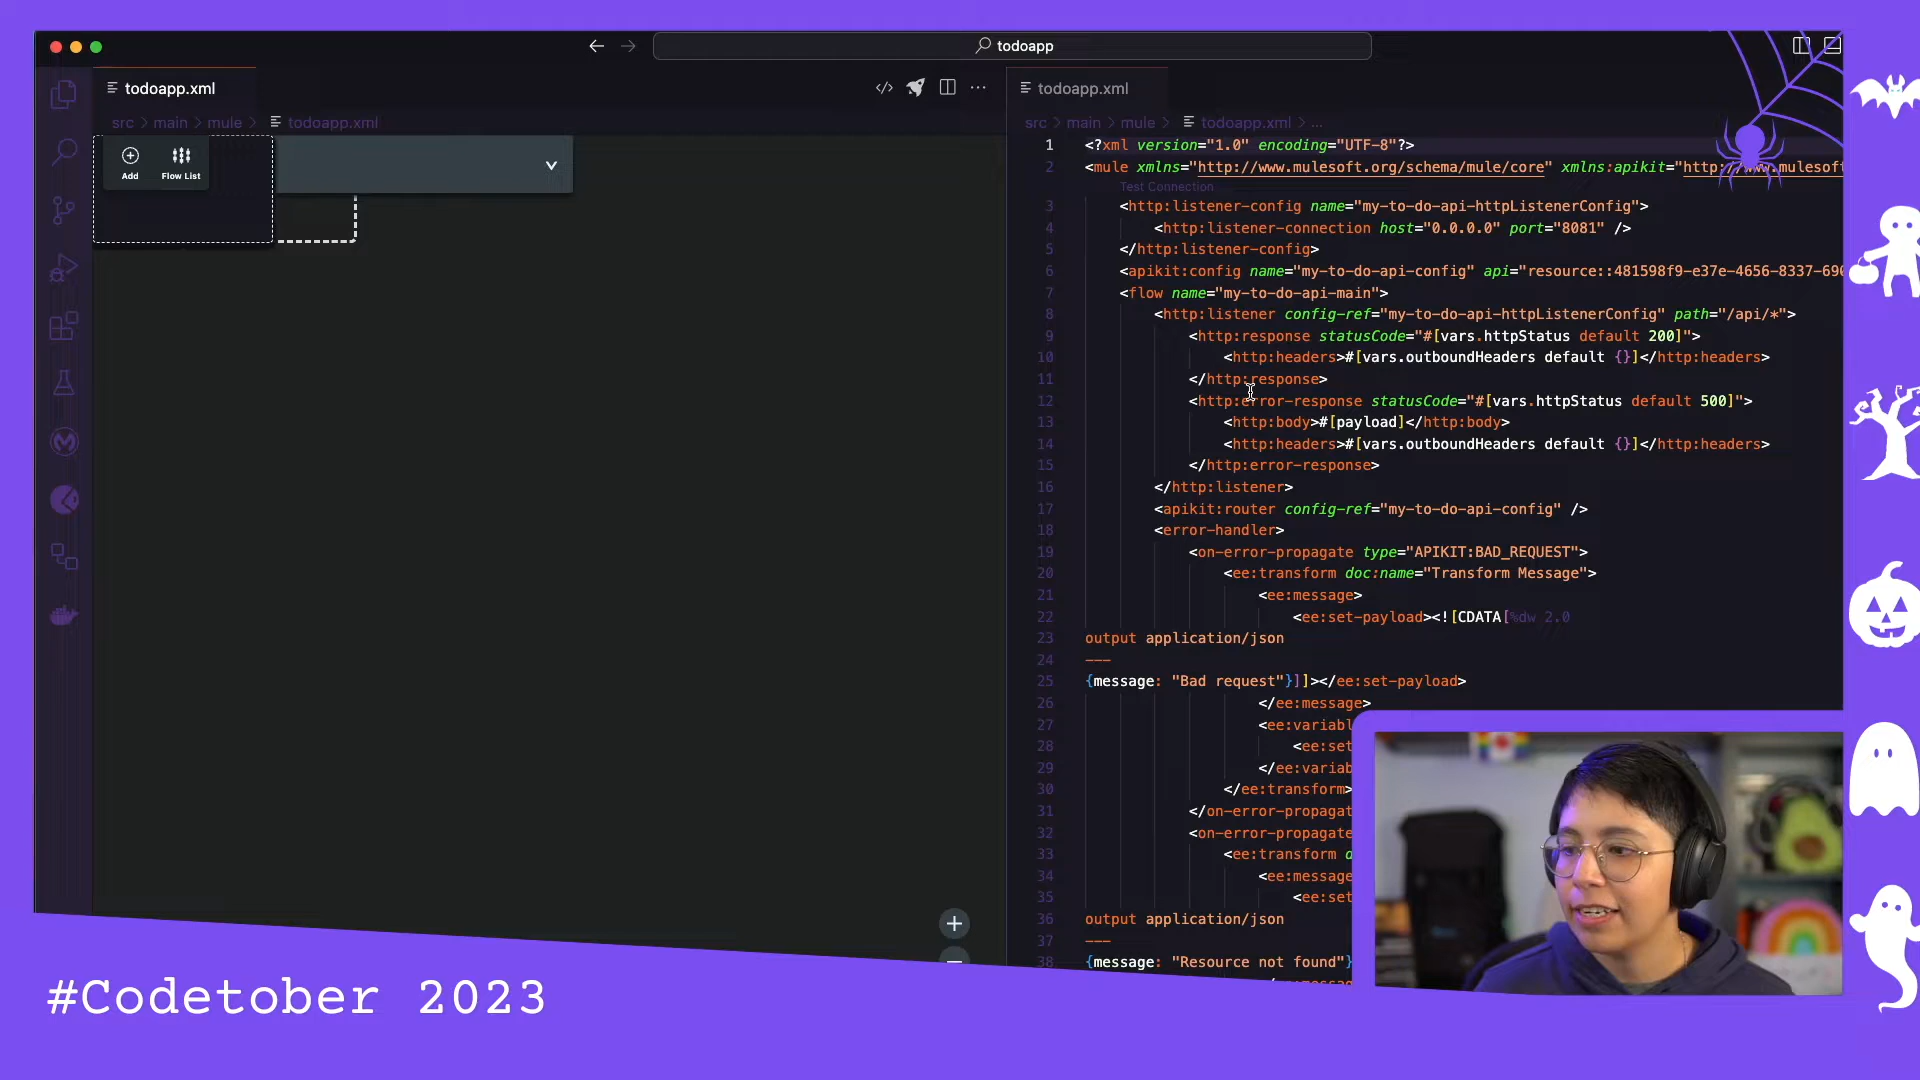 todoapp
todoapp.xml
src > main > mule > todoapp.xml
Add
Flow List
todoapp.xml
src > main > mule > todoapp.xml > ...
1 <?xml version="1.0" encoding="UTF-8"?>
2 <mule xmlns="http://www.mulesoft.org/schema/mule/core" xmlns:apikit="http://www.mulesoft
Test Connection
3 <http:listener-config name="my-to-do-api-httpListenerConfig">
4 <http:listener-connection host="0.0.0.0" port="8081" />
5 </http:listener-config>
6 <apikit:config name="my-to-do-api-config" api="resource::481598f9-e37e-4656-8337-690
7 <flow name="my-to-do-api-main">
8 <http:listener config-ref="my-to-do-api-httpListenerConfig" path="/api/*">
9 <http:response statusCode="#[vars.httpStatus default 200]">
10 <http:headers>#[vars.outboundHeaders default {}]</http:headers>
11 </http:response>
12 <http:error-response statusCode="#[vars.httpStatus default 500]">
13 <http:body>#[payload]</http:body>
14 <http:headers>#[vars.outboundHeaders default {}]</http:headers>
15 </http:error-response>
16 </http:listener>
17 <apikit:router config-ref="my-to-do-api-config" />
18 <error-handler>
19 <on-error-propagate type="APIKIT:BAD_REQUEST">
20 <ee:transform doc:name="Transform Message">
21 <ee:message>
22 <ee:set-payload><![CDATA[%dw 2.0
23 output application/json
24 ---
25 {message: "Bad request"}]]></ee:set-payload>
26 </ee:message>
27 <ee:variabl
28 <ee:set
29 </ee:variab
30 </ee:transform>
31 </on-error-propagat
32 <on-error-propagate
33 <ee:transform d
34 <ee:message
35 <ee:set
36 output application/json
37 ---
38 {message: "Resource not found"}
#Codetober 2023